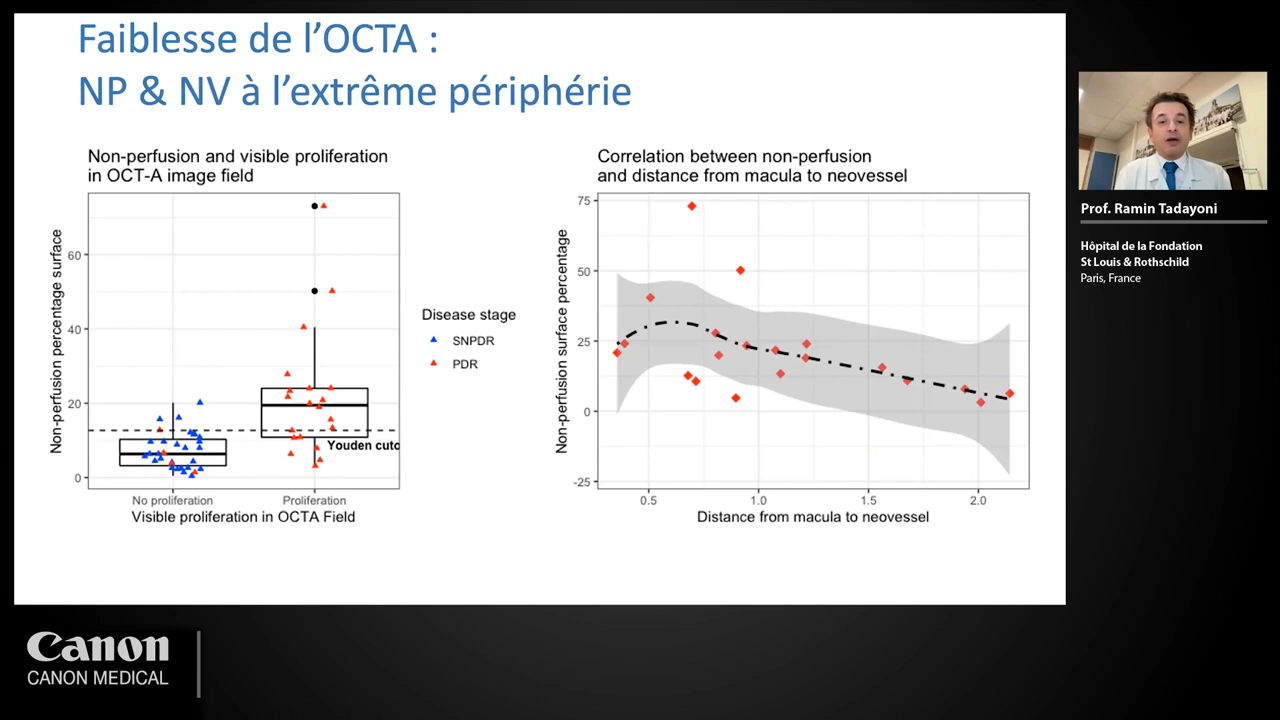 Faiblesse de l’OCTA :
NP & NV à l’extrême périphérie
Non-perfusion and visible proliferation
in OCT-A image field
Non-perfusion percentage surface
60
40
20
0
Youden cuto
No proliferation
Proliferation
Visible proliferation in OCTA Field
Disease stage
SNPDR
PDR
Correlation between non-perfusion
and distance from macula to neovessel
Non-perfusion surface percentage
75
50
25
0
-25
0.5
1.0
1.5
2.0
Distance from macula to neovessel
Prof. Ramin Tadayoni
Hôpital de la Fondation
St Louis & Rothschild
Paris, France
Canon
CANON MEDICAL